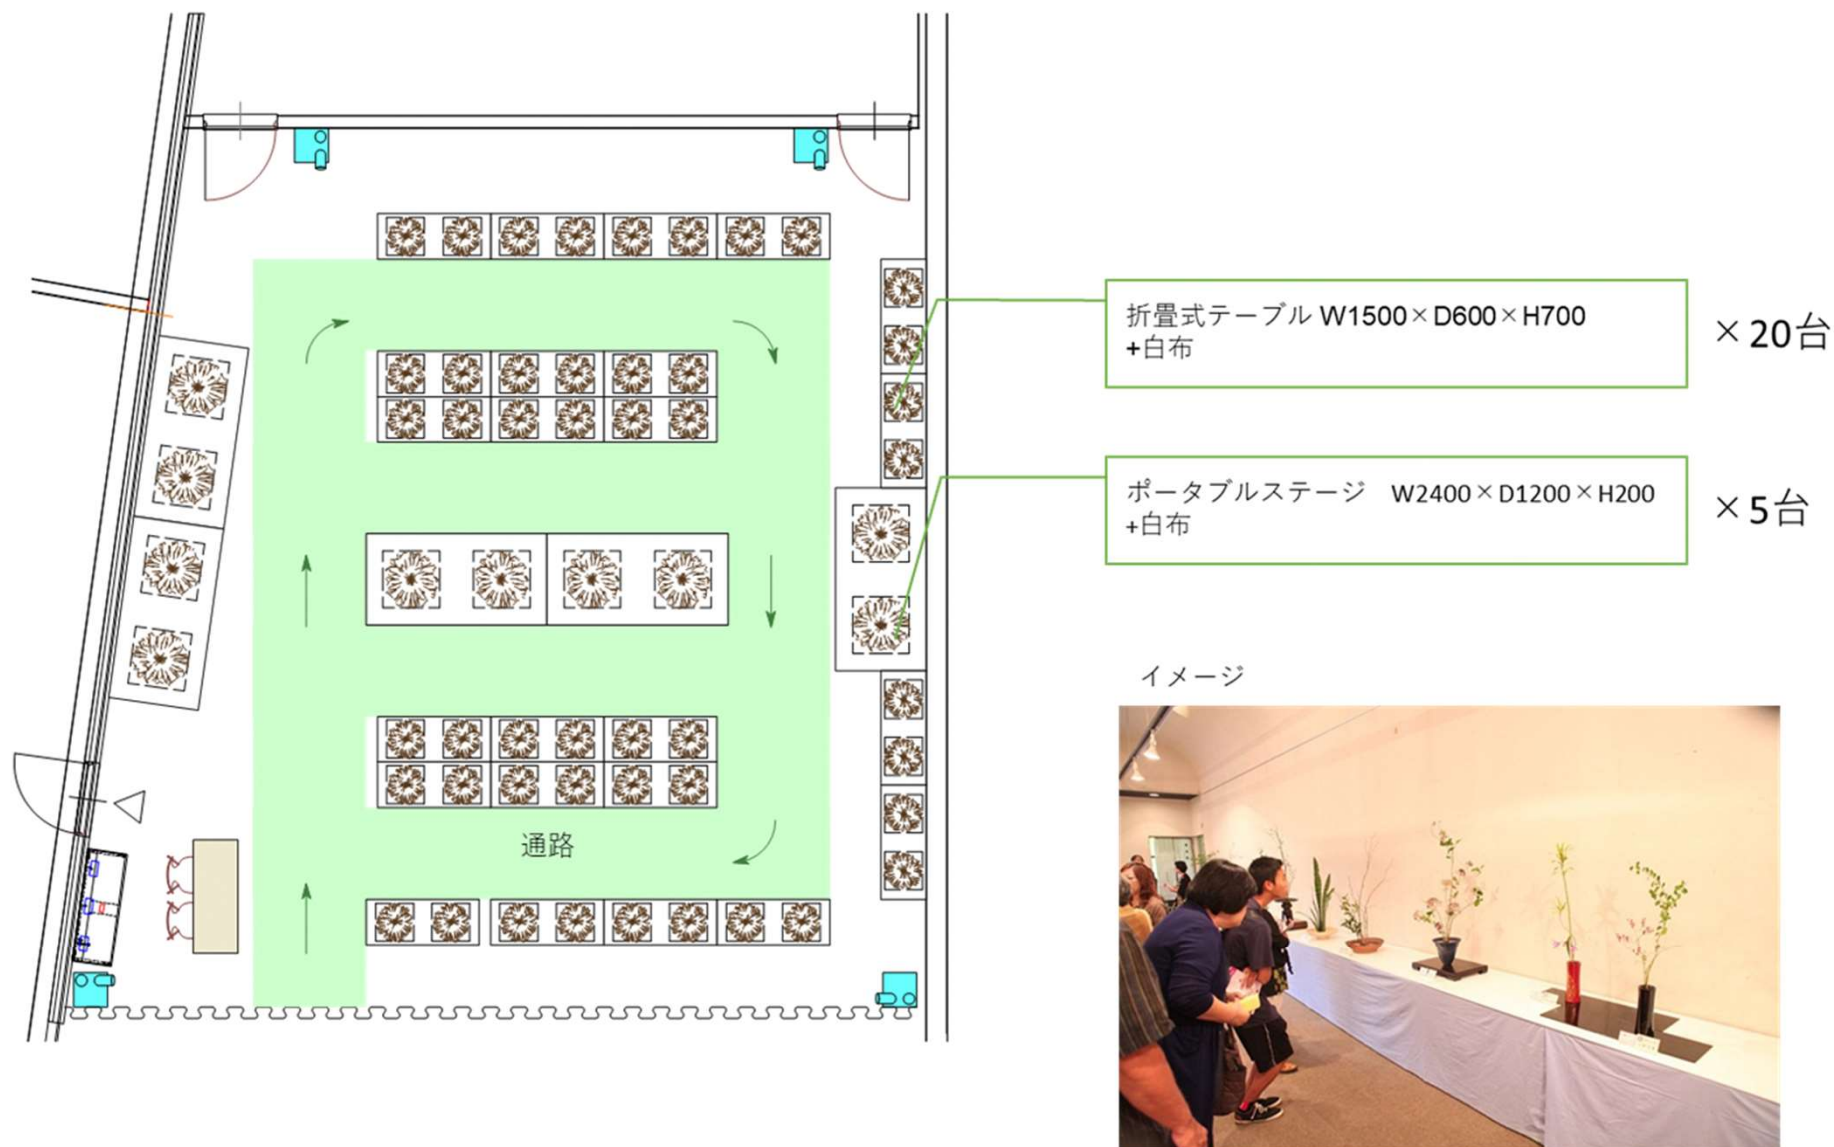 折畳式テーブル W1500×D600×H700
+白布
×20台
ポータブルステージ　W2400×D1200×H200
+白布
×5台
イメージ
通路